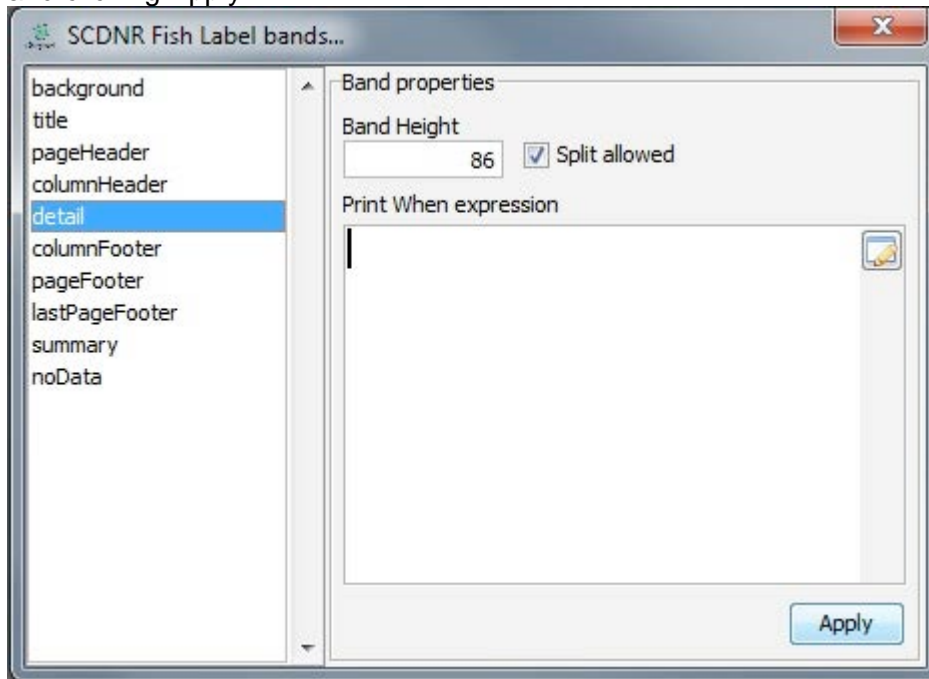 SCDNR Fish Label bands...
background
title
pageHeader
columnHeader
detail
columnFooter
pageFooter
lastPageFooter
summary
noData
Band properties
Band Height
86 Split allowed
Print When expression
Apply